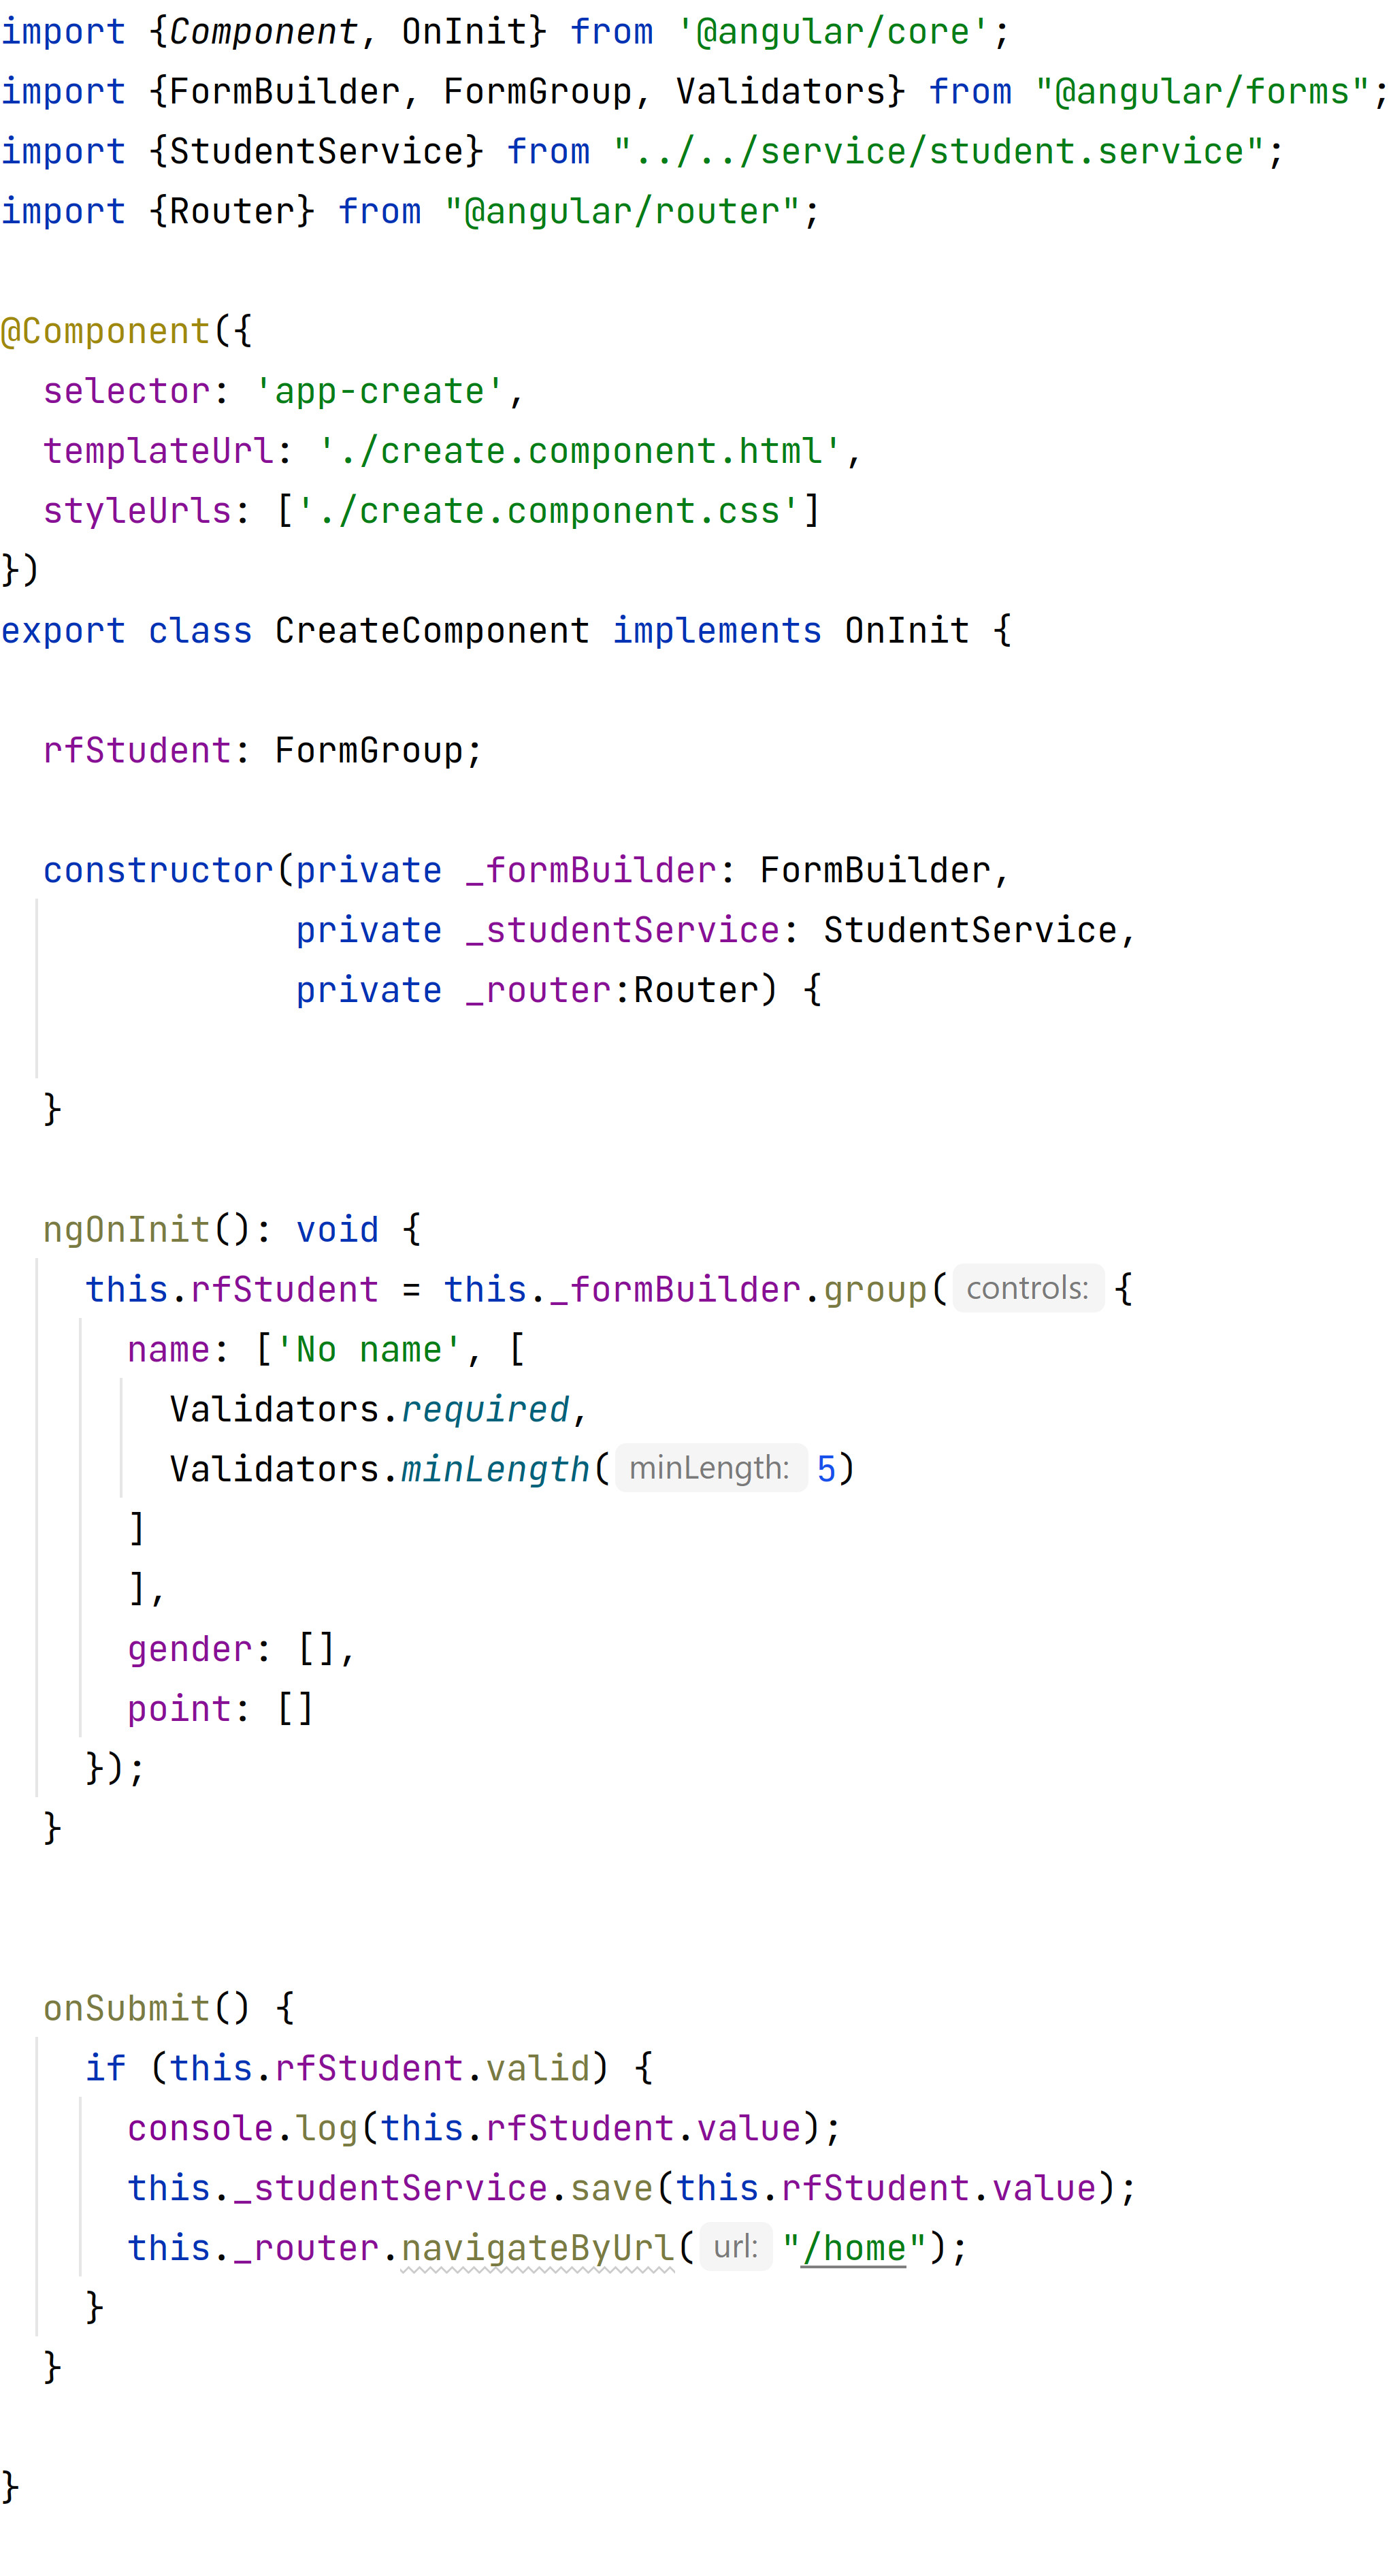 import {Component, OnInit} from '@angular/core';
import {FormBuilder, FormGroup, Validators} from "@angular/forms";
import {StudentService} from "../../service/student.service";
import {Router} from "@angular/router";

@Component({
  selector: 'app-create',
  templateUrl: './create.component.html',
  styleUrls: ['./create.component.css']
})
export class CreateComponent implements OnInit {

  rfStudent: FormGroup;

  constructor(private _formBuilder: FormBuilder,
              private _studentService: StudentService,
              private _router:Router) {

  }

  ngOnInit(): void {
    this.rfStudent = this._formBuilder.group( controls: {
      name: ['No name', [
        Validators.required,
        Validators.minLength( minLength: 5)
      ]
      ],
      gender: [],
      point: []
    });
  }


  onSubmit() {
    if (this.rfStudent.valid) {
      console.log(this.rfStudent.value);
      this._studentService.save(this.rfStudent.value);
      this._router.navigateByUrl( url: "/home");
    }
  }

}